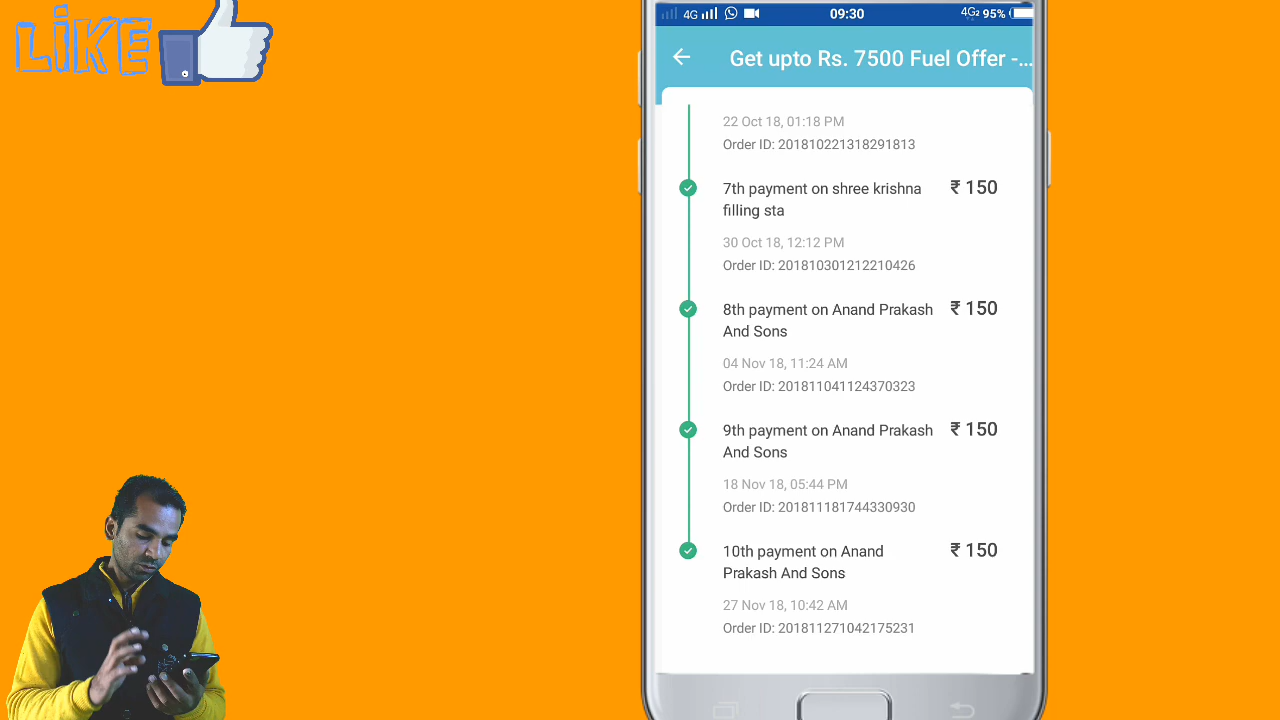 LiKE
4G
09:30
4G2 95%
Get upto Rs. 7500 Fuel Offer -...
22 Oct 18, 01:18 PM
Order ID: 201810221318291813
7th payment on shree krishna ₹ 150
filling sta
30 Oct 18, 12:12 PM
Order ID: 201810301212210426
8th payment on Anand Prakash ₹ 150
And Sons
04 Nov 18, 11:24 AM
Order ID: 201811041124370323
9th payment on Anand Prakash ₹ 150
And Sons
18 Nov 18, 05:44 PM
Order ID: 201811181744330930
10th payment on Anand ₹ 150
Prakash And Sons
27 Nov 18, 10:42 AM
Order ID: 201811271042175231